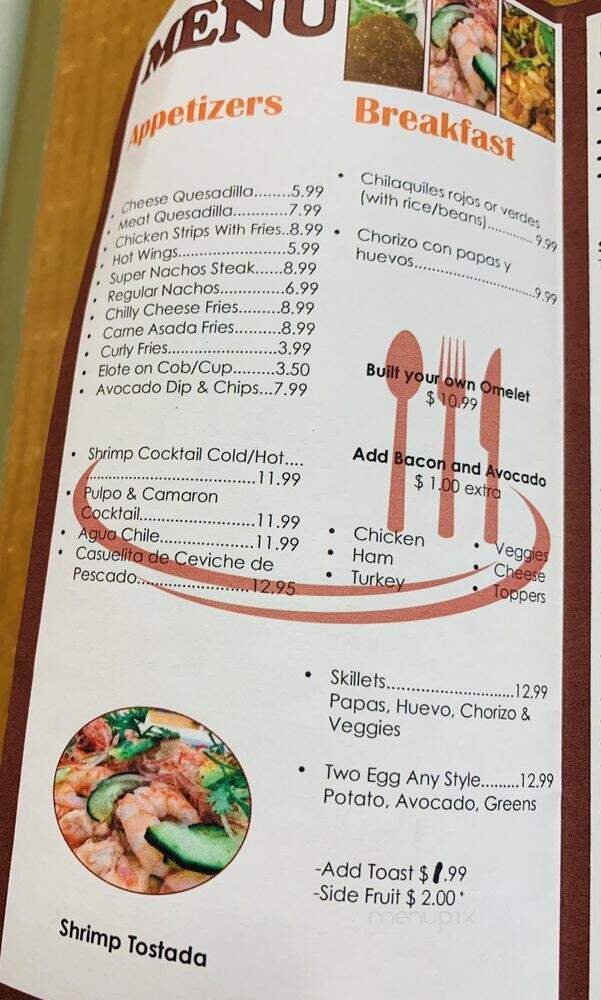 MENU
Appetizers
Cheese Quesadilla........5.99
Meat Quesadilla............7.99
Chicken Strips With Fries..8.99
Hot Wings.......................5.99
Super Nachos Steak......8.99
Regular Nachos..............6.99
Chilly Cheese Fries.........8.99
Carne Asada Fries..........8.99
Curly Fries........................3.99
Elote on Cob/Cup.........3.50
Avocado Dip & Chips...7.99
Shrimp Cocktail Cold/Hot....
.....................................11.99
Pulpo & Camaron
Cocktail.........................11.99
Agua Chile....................11.99
Casuelita de Ceviche de
Pescado........................12.95
Shrimp Tostada
Breakfast
Chilaquiles rojos or verdes
(with rice/beans)........... 9.99
Chorizo con papas y
huevos............................9.99
Built your own Omelet
$ 10.99
Add Bacon and Avocado
$ 1.00 extra
Chicken
Ham
Turkey
Veggies
Cheese
Toppers
Skillets............................12.99
Papas, Huevo, Chorizo &
Veggies
Two Egg Any Style.........12.99
Potato, Avocado, Greens
-Add Toast $ 1.99
-Side Fruit $ 2.00
menupix